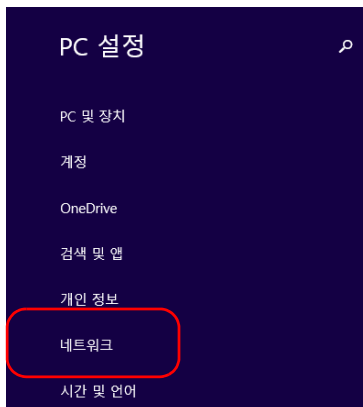 PC 설정
PC 및 장치
계정
OneDrive
검색 및 앱
개인 정보
네트워크
시간 및 언어